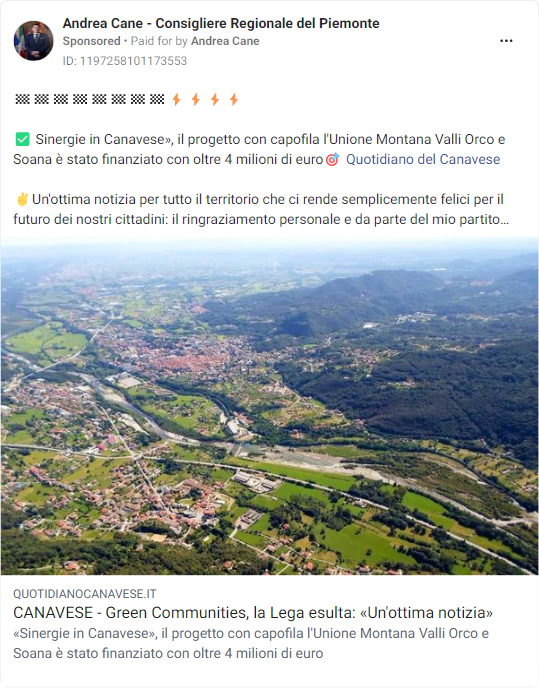 Andrea Cane - Consigliere Regionale del Piemonte
Sponsored • Paid for by Andrea Cane
ID: 1197258101173553
🏁🏁🏁🏁🏁🏁🏁🏁⚡⚡⚡⚡
✅ Sinergie in Canavese», il progetto con capofila l'Unione Montana Valli Orco e
Soana è stato finanziato con oltre 4 milioni di euro🎯 Quotidiano del Canavese
✌Un'ottima notizia per tutto il territorio che ci rende semplicemente felici per il
futuro dei nostri cittadini: il ringraziamento personale e da parte del mio partito...
QUOTIDIANOCANAVESE.IT
CANAVESE - Green Communities, la Lega esulta: «Un'ottima notizia»
«Sinergie in Canavese», il progetto con capofila l'Unione Montana Valli Orco e
Soana è stato finanziato con oltre 4 milioni di euro